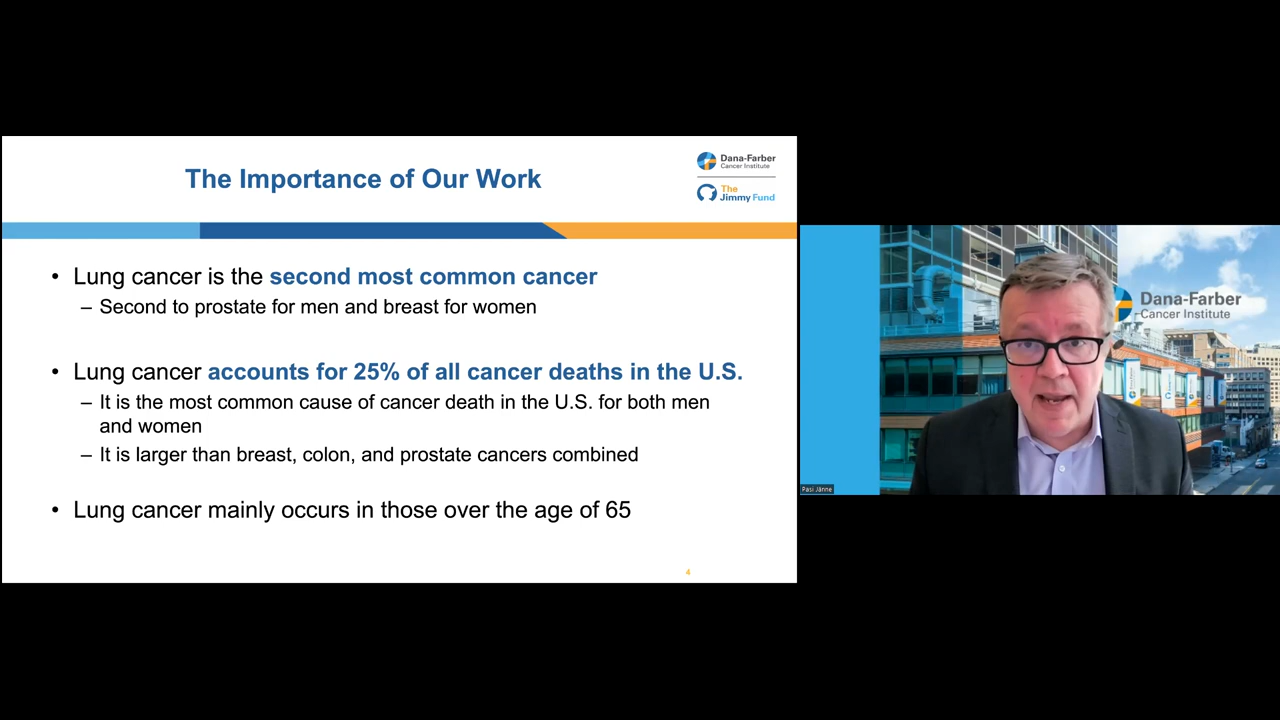 The Importance of Our Work
Dana-Farber
Cancer Institute
The
Jimmy Fund
• Lung cancer is the second most common cancer
– Second to prostate for men and breast for women
• Lung cancer accounts for 25% of all cancer deaths in the U.S.
– It is the most common cause of cancer death in the U.S. for both men
and women
– It is larger than breast, colon, and prostate cancers combined
• Lung cancer mainly occurs in those over the age of 65
4
Dana-Farber
Cancer Institute
Pasi Jänne